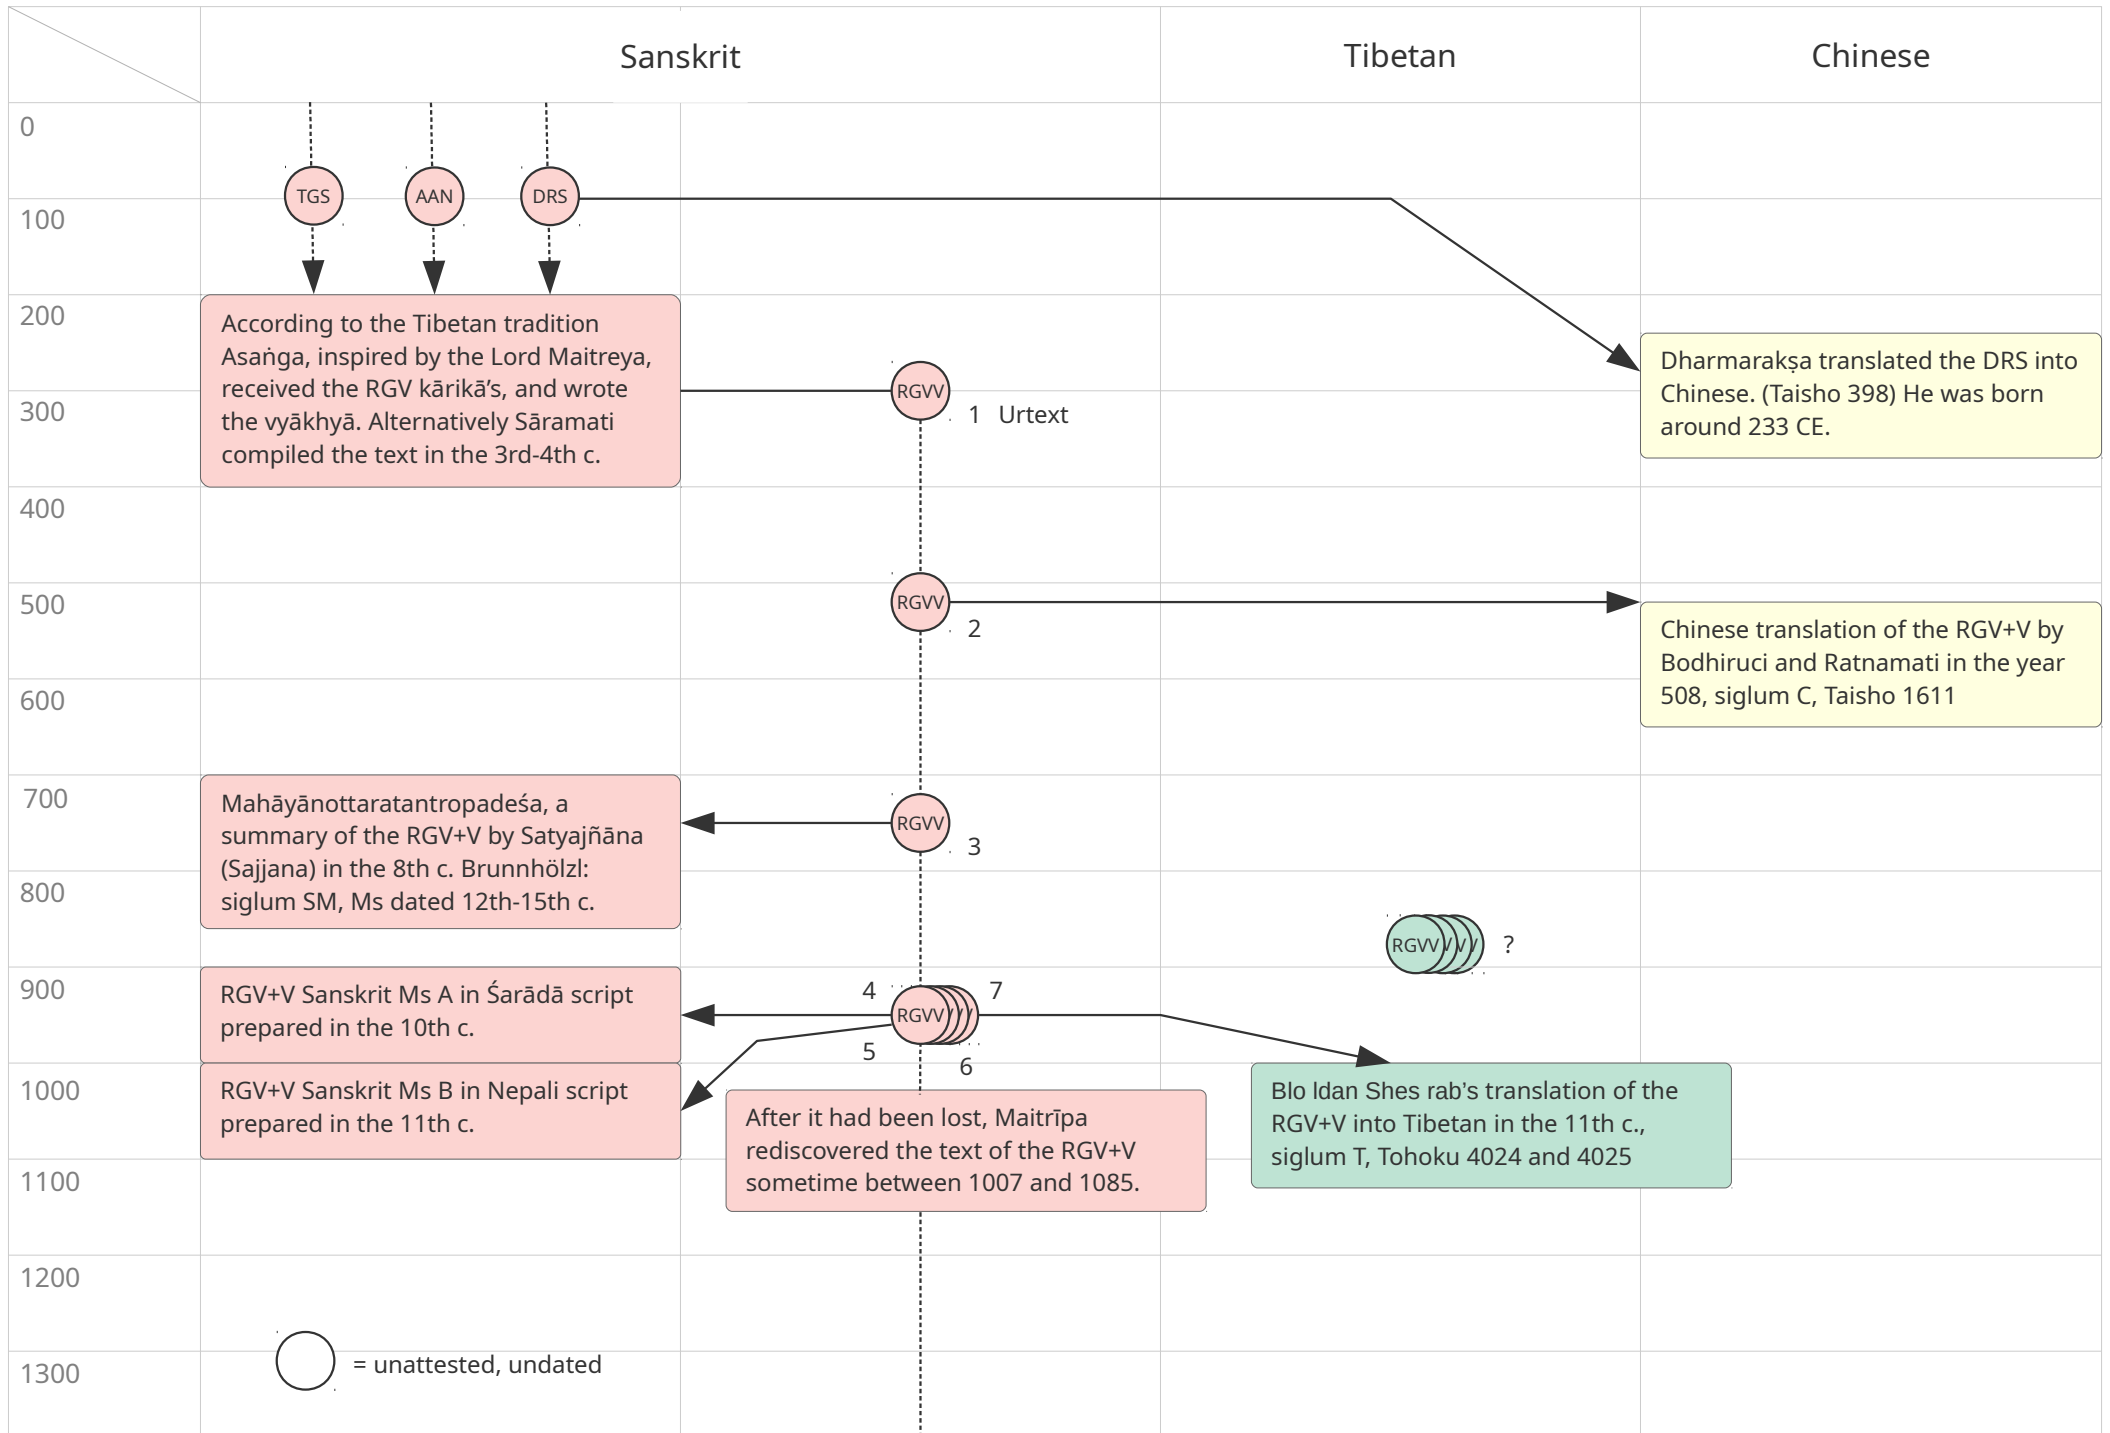 Sanskrit
Tibetan
Chinese
0
TGS
AAN
DRS
100
200
According to the Tibetan tradition
Asaṅga, inspired by the Lord Maitreya,
received the RGV kārikā’s, and wrote
the vyākhyā. Alternatively Sāramati
compiled the text in the 3rd-4th c.
RGVV
1 Urtext
Dharmarakṣa translated the DRS into
Chinese. (Taisho 398) He was born
around 233 CE.
300
400
500
RGVV
2
Chinese translation of the RGV+V by
Bodhiruci and Ratnamati in the year
508, siglum C, Taisho 1611
600
700
Mahāyānottaratantropadeśa, a
summary of the RGV+V by Satyajñāna
(Sajjana) in the 8th c. Brunnhölzl:
siglum SM, Ms dated 12th-15th c.
RGVV
3
800
RGVV V V V
?
900
RGV+V Sanskrit Ms A in Śarādā script
prepared in the 10th c.
4
7
RGVV V V
5
6
1000
RGV+V Sanskrit Ms B in Nepali script
prepared in the 11th c.
After it had been lost, Maitrīpa
rediscovered the text of the RGV+V
sometime between 1007 and 1085.
Blo ldan Shes rab’s translation of the
RGV+V into Tibetan in the 11th c.,
siglum T, Tohoku 4024 and 4025
1100
1200
1300
= unattested, undated